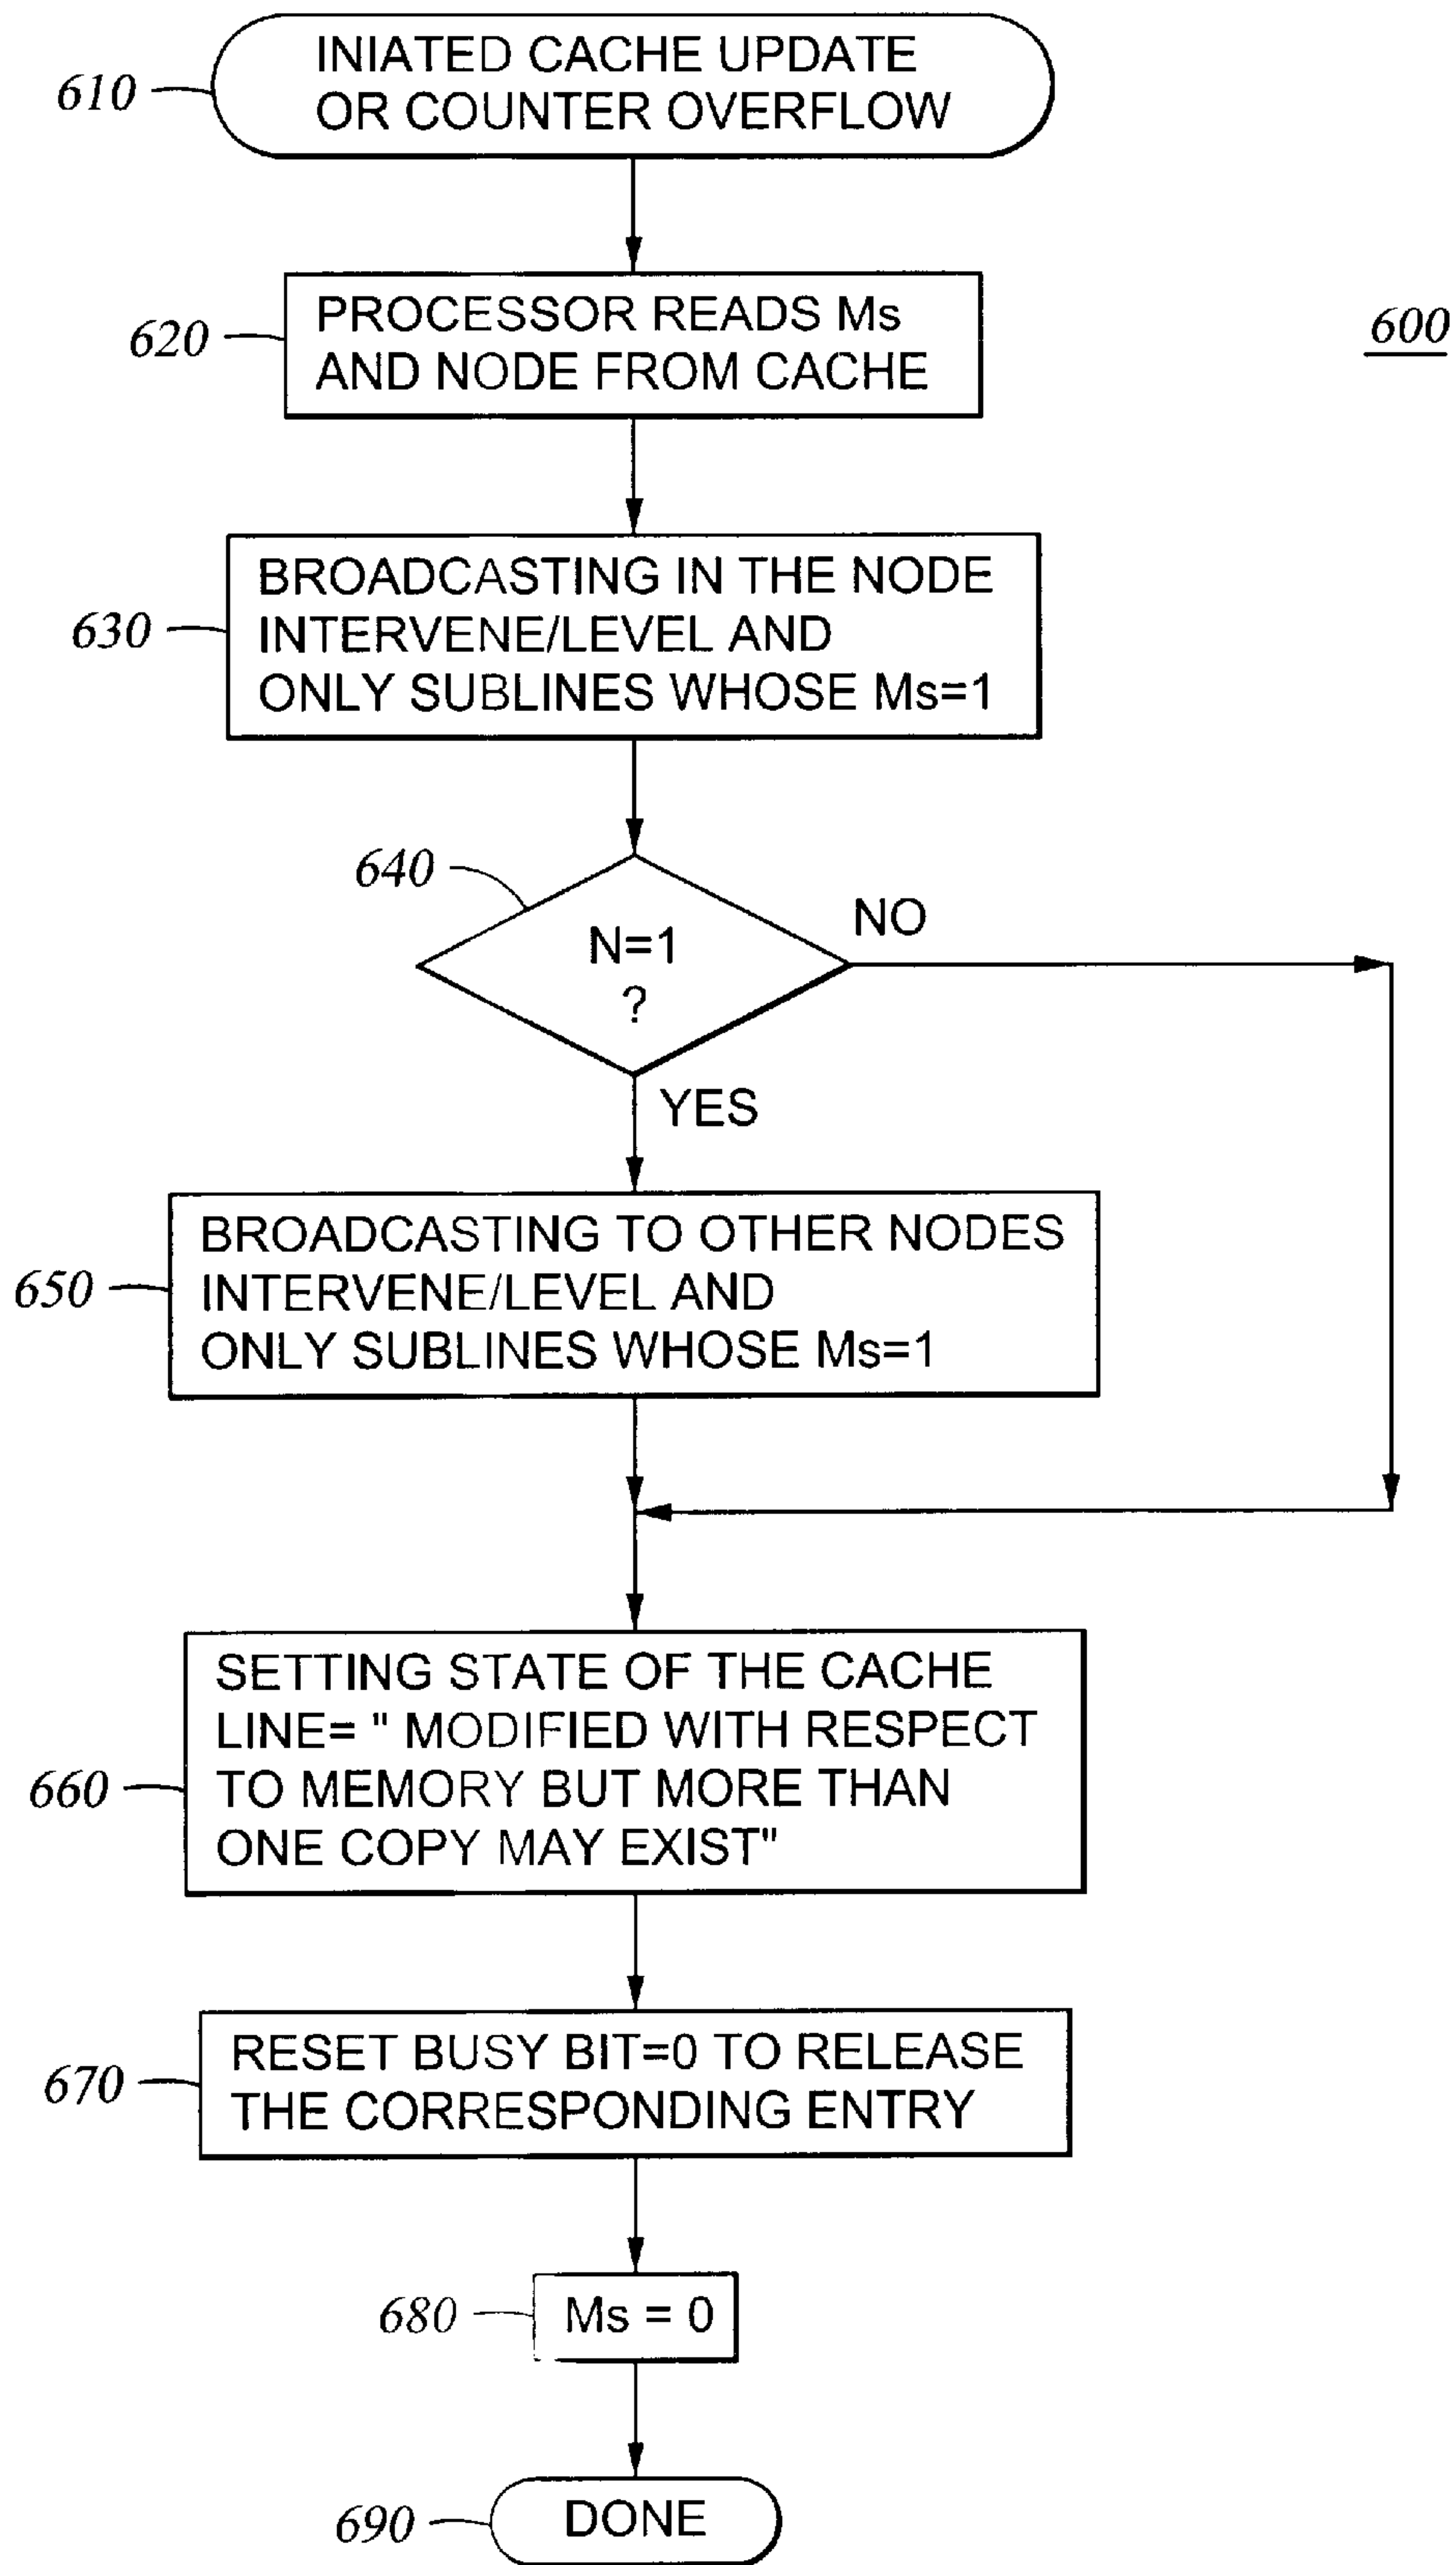 INIATED CACHE UPDATE
OR COUNTER OVERFLOW
610
PROCESSOR READS Ms
AND NODE FROM CACHE
620
600
BROADCASTING IN THE NODE
INTERVENE/LEVEL AND
ONLY SUBLINES WHOSE Ms=1
630
640
N=1
?
NO
YES
BROADCASTING TO OTHER NODES
INTERVENE/LEVEL AND
ONLY SUBLINES WHOSE Ms=1
650
SETTING STATE OF THE CACHE
LINE= " MODIFIED WITH RESPECT
TO MEMORY BUT MORE THAN
ONE COPY MAY EXIST"
660
RESET BUSY BIT=0 TO RELEASE
THE CORRESPONDING ENTRY
670
680
Ms = 0
690
DONE